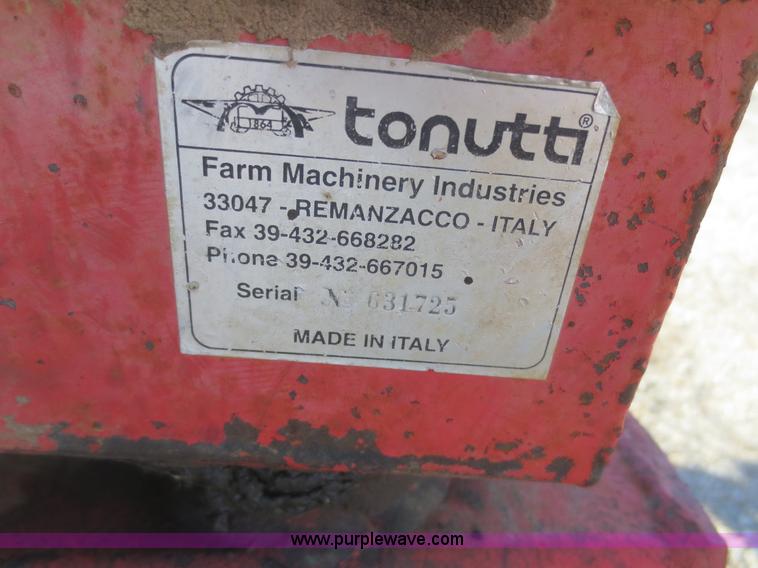 1864 tonutti®
Farm Machinery Industries
33047 - REMANZACCO - ITALY
Fax 39-432-668282
Phone 39-432-667015
Serial No 631725
MADE IN ITALY
www.purplewave.com